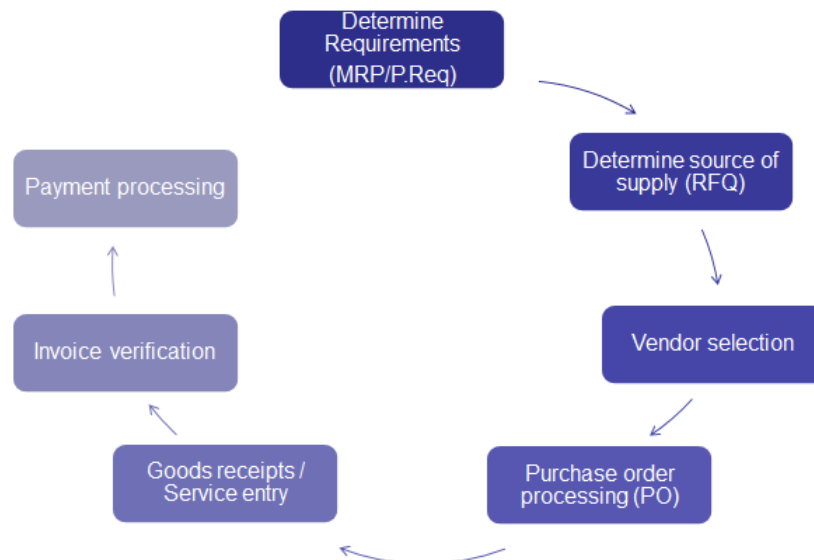 Determine
Requirements
(MRP/P.Req)
Determine source of
supply (RFQ)
Vendor selection
Purchase order
processing (PO)
Goods receipts /
Service entry
Invoice verification
Payment processing